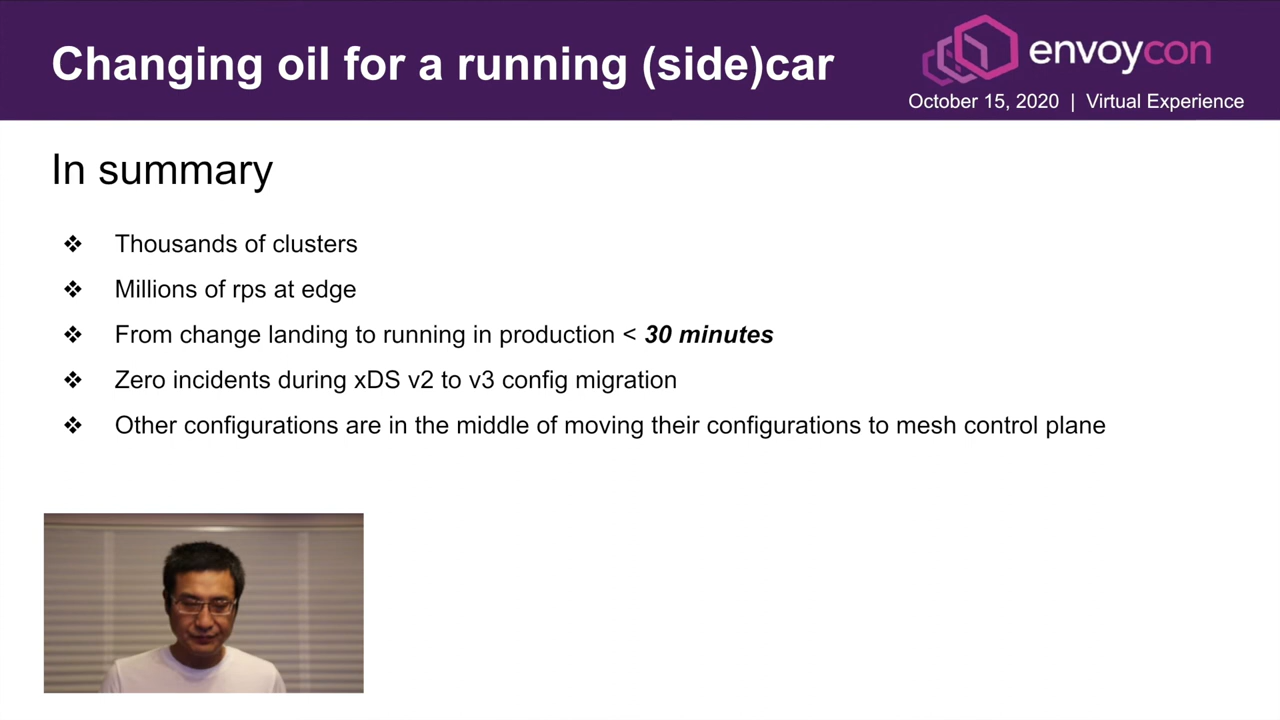 Changing oil for a running (side)car
envoycon
October 15, 2020 | Virtual Experience
In summary
❖ Thousands of clusters
❖ Millions of rps at edge
❖ From change landing to running in production < 30 minutes
❖ Zero incidents during xDS v2 to v3 config migration
❖ Other configurations are in the middle of moving their configurations to mesh control plane